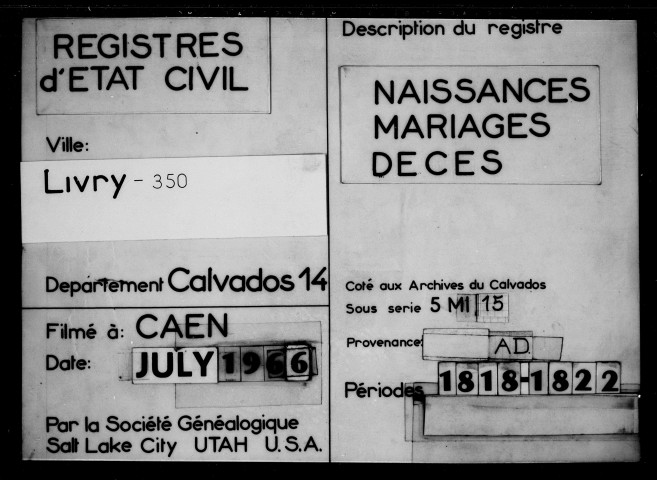 REGISTRES
d'ETAT CIVIL
Ville:
Livry - 350
Departement Calvados 14
Filmé à: CAEN
Date: JULY 1966
Par la Société Généalogique
Salt Lake City UTAH U.S.A.
Description du registre
NAISSANCES
MARIAGES
DECES
Coté aux Archives du Calvados
Sous serie 5 MI 15
Provenance: A.D.
Périodes 1818-1822